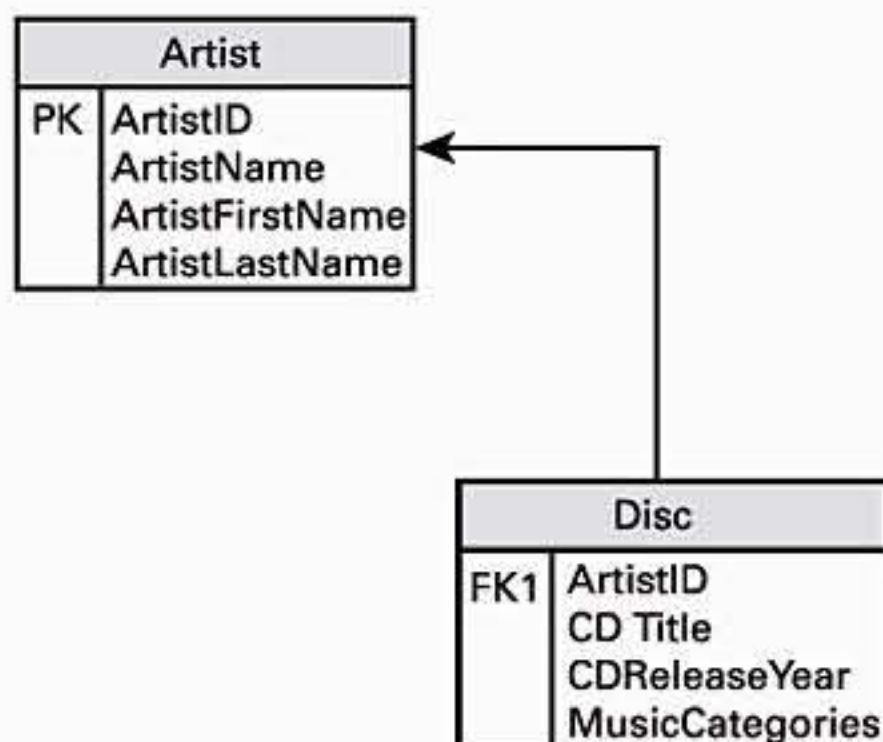 Artist
PK ArtistID
ArtistName
ArtistFirstName
ArtistLastName
Disc
FK1 ArtistID
CD Title
CDReleaseYear
MusicCategories